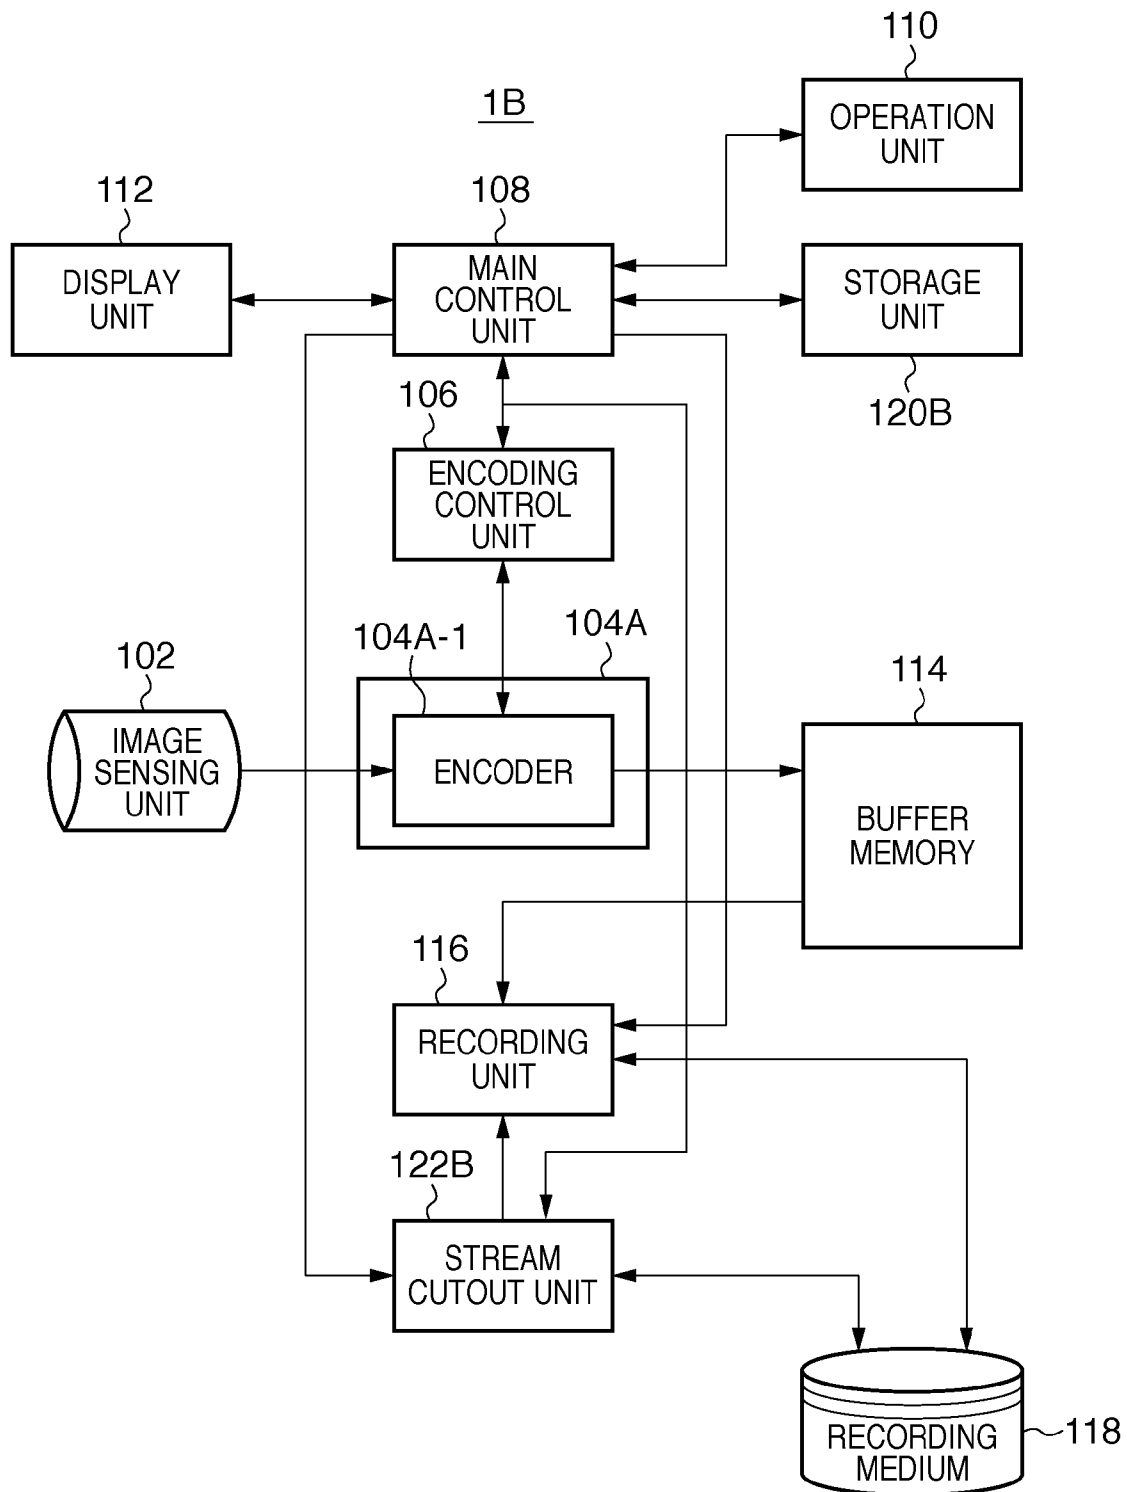 110
1B
OPERATION
UNIT
112
108
DISPLAY
UNIT
MAIN
CONTROL
UNIT
STORAGE
UNIT
106
120B
ENCODING
CONTROL
UNIT
104A-1
104A
102
114
IMAGE
SENSING
UNIT
ENCODER
BUFFER
MEMORY
116
RECORDING
UNIT
122B
STREAM
CUTOUT UNIT
118
RECORDING
MEDIUM